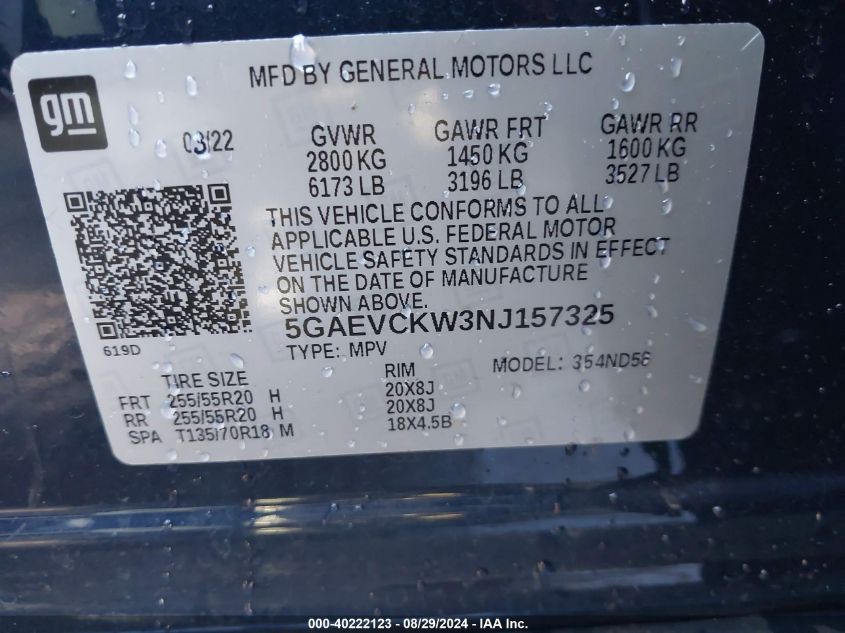 gm
MFD BY GENERAL MOTORS LLC
03/22
GVWR GAWR FRT GAWR RR
2800 KG 1450 KG 1600 KG
6173 LB 3196 LB 3527 LB
THIS VEHICLE CONFORMS TO ALL
APPLICABLE U.S. FEDERAL MOTOR
VEHICLE SAFETY STANDARDS IN EFFECT
ON THE DATE OF MANUFACTURE
SHOWN ABOVE.
5GAEVCKW3NJ157325
619D
TYPE: MPV
MODEL: 354ND56
TIRE SIZE RIM
FRT 255/55R20 H 20X8J
RR 255/55R20 H 20X8J
SPA T135/70R18 M 18X4.5B
000-40222123 - 08/29/2024 - IAA Inc.